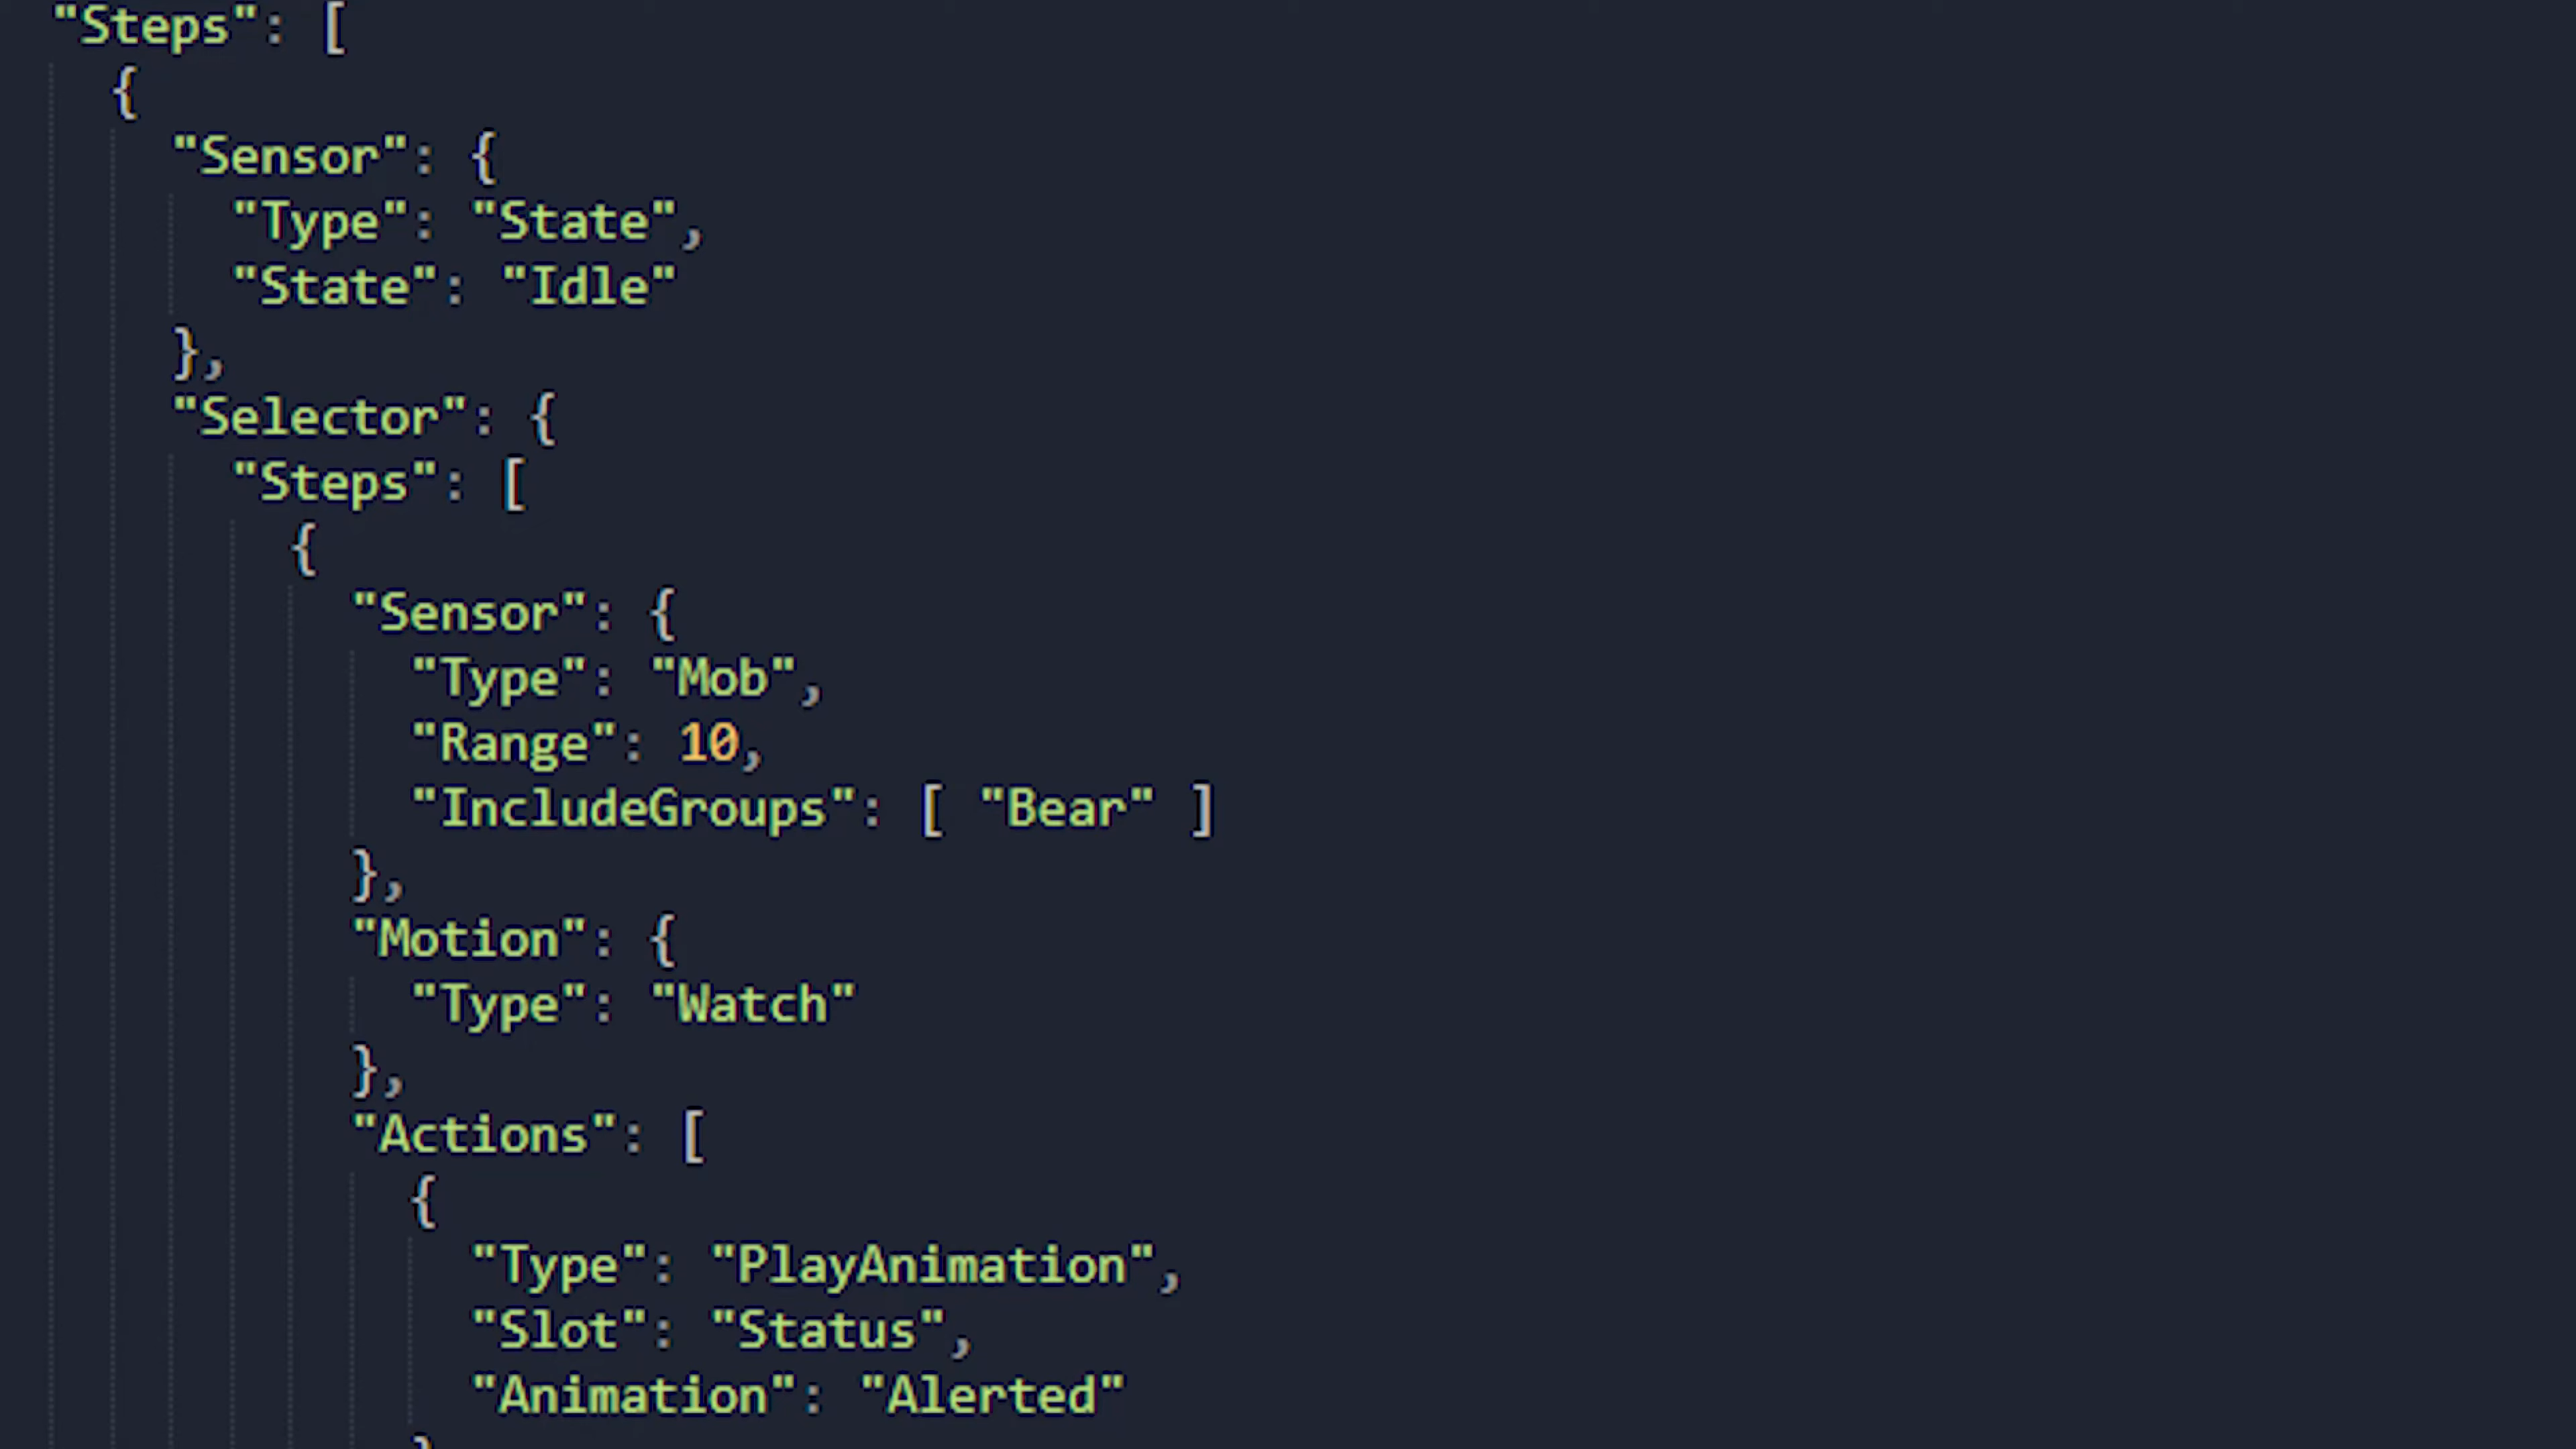 "Steps": [
{
"Sensor": {
"Type": "State",
"State": "Idle"
},
"Selector": {
"Steps": [
{
"Sensor": {
"Type": "Mob",
"Range": 10,
"IncludeGroups": [ "Bear" ]
},
"Motion": {
"Type": "Watch"
},
"Actions": [
{
"Type": "PlayAnimation",
"Slot": "Status",
"Animation": "Alerted"
}